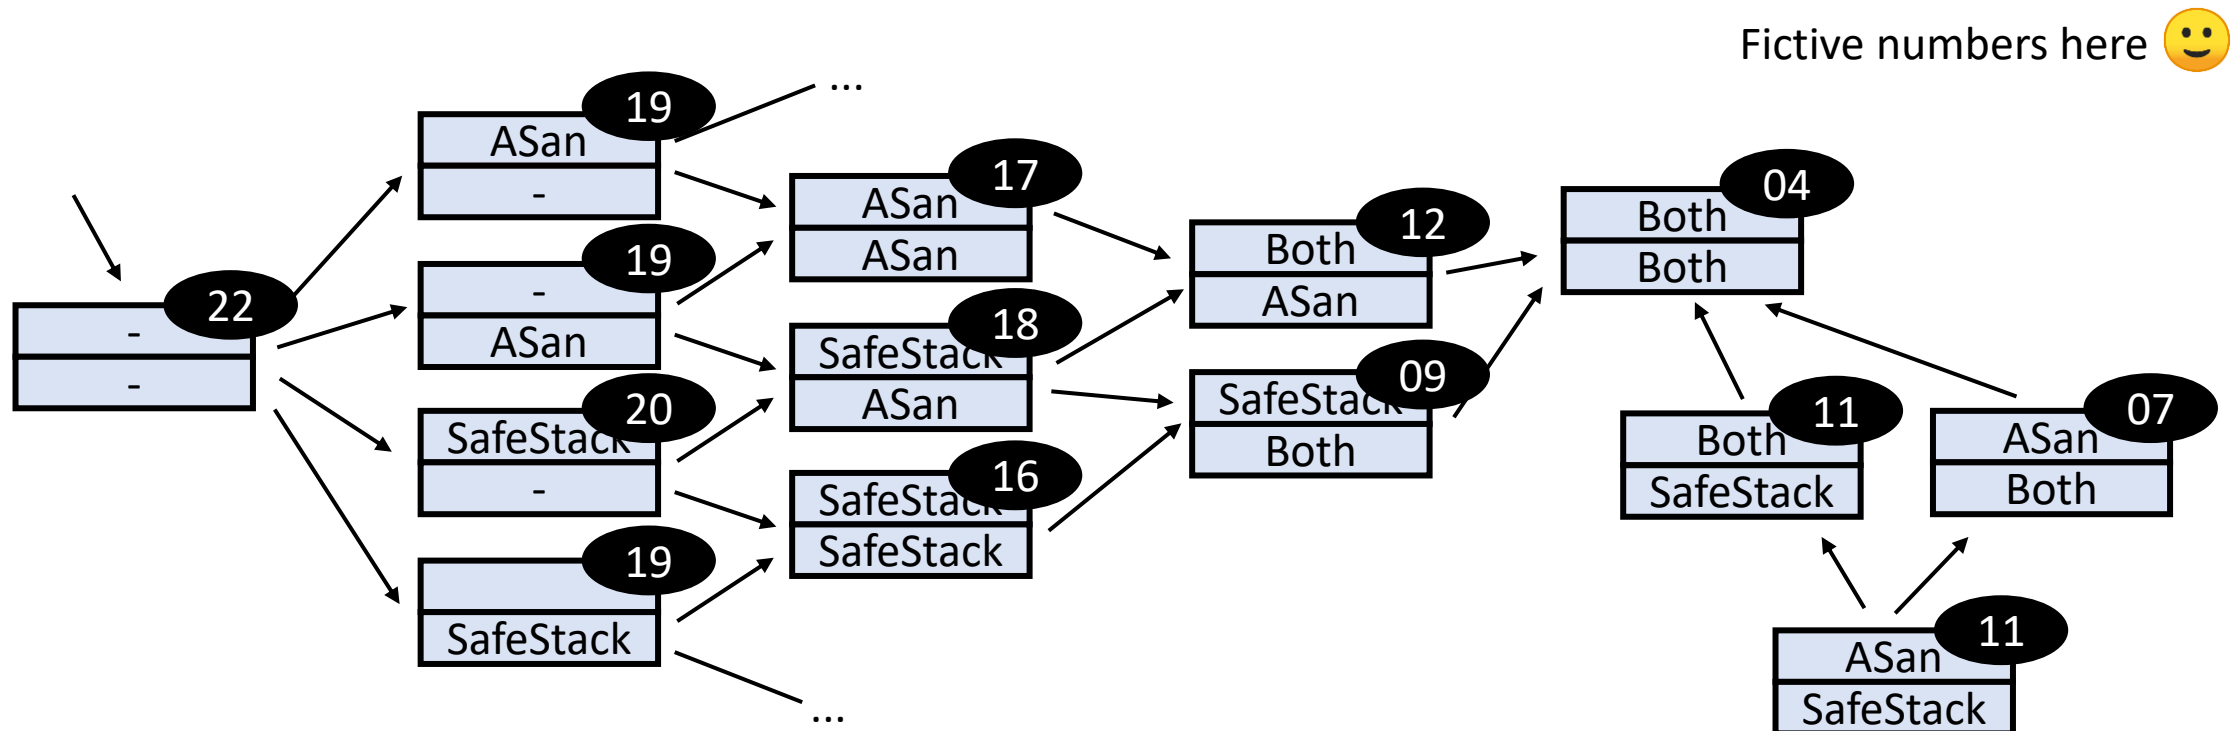 Fictive numbers here
22
-
-
19
ASan
-
...
19
-
ASan
20
SafeStack
-
19
SafeStack
...
17
ASan
ASan
18
SafeStack
ASan
16
SafeStack
SafeStack
12
Both
ASan
09
SafeStack
Both
04
Both
Both
11
Both
SafeStack
07
ASan
Both
11
ASan
SafeStack